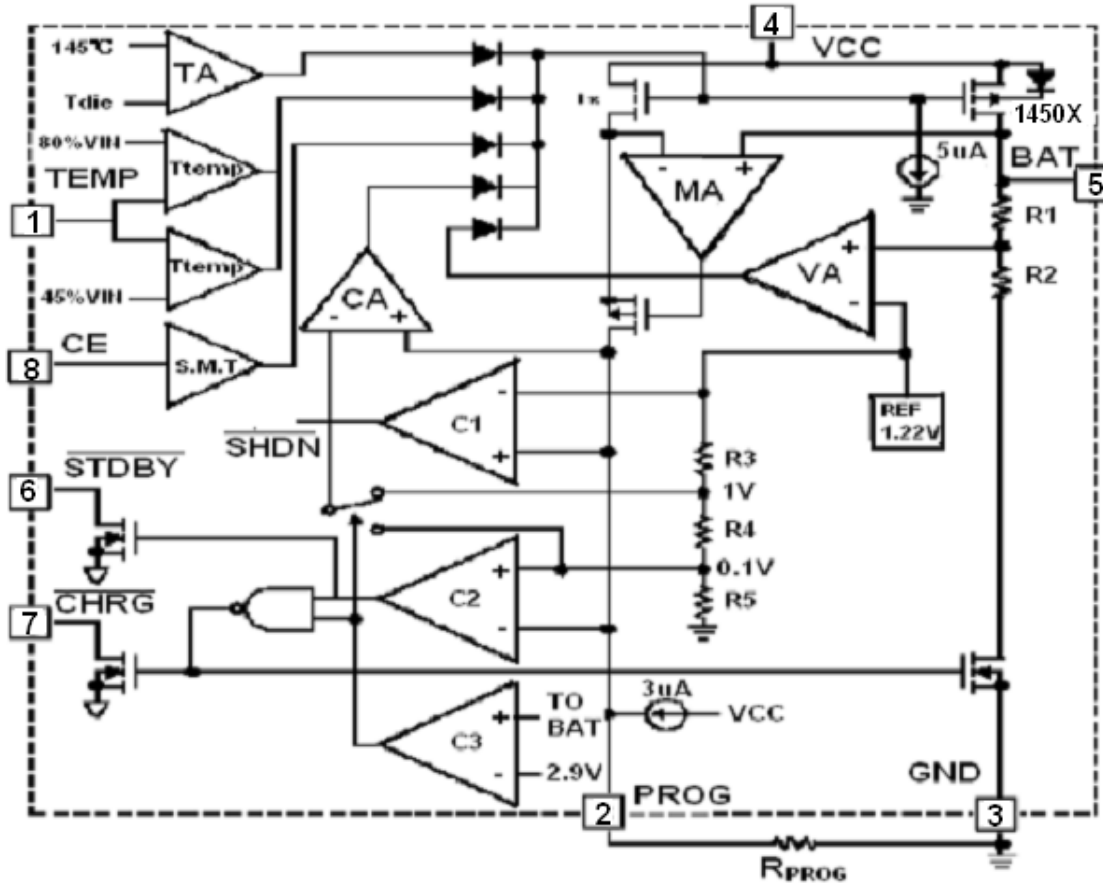 4
145℃
TA
VCC
Tdie
1450X
80%VIN
5uA
BAT
Ttemp
TEMP
MA
- +
5
1
R1
Ttemp
VA
+
-
R2
45%VIN
CA
- +
CE
8
S.M.T
REF
1.22V
C1
-
+
SHDN
R3
STDBY
1V
6
R4
+
0.1V
CHRG
C2
R5
7
-
3uA
TO
BAT
VCC
C3
+
-
2.9V
GND
PROG
2
3
RPROG